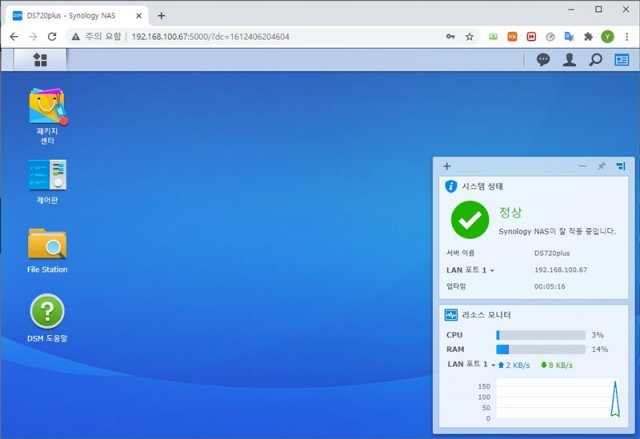 DSM DS720plus - Synology NAS
주의 요함 | 192.168.100.67:5000/?dc=1612406204604
Y
패키지
센터
제어판
File Station
DSM 도움말
시스템 상태
정상
Synology NAS이 잘 작동 중입니다.
서버 이름 DS720plus
LAN 포트 1 192.168.100.67
업타임 00:05:16
리소스 모니터
CPU 3%
RAM 14%
LAN 포트 1 2 KB/s 8 KB/s
150
100
50
0